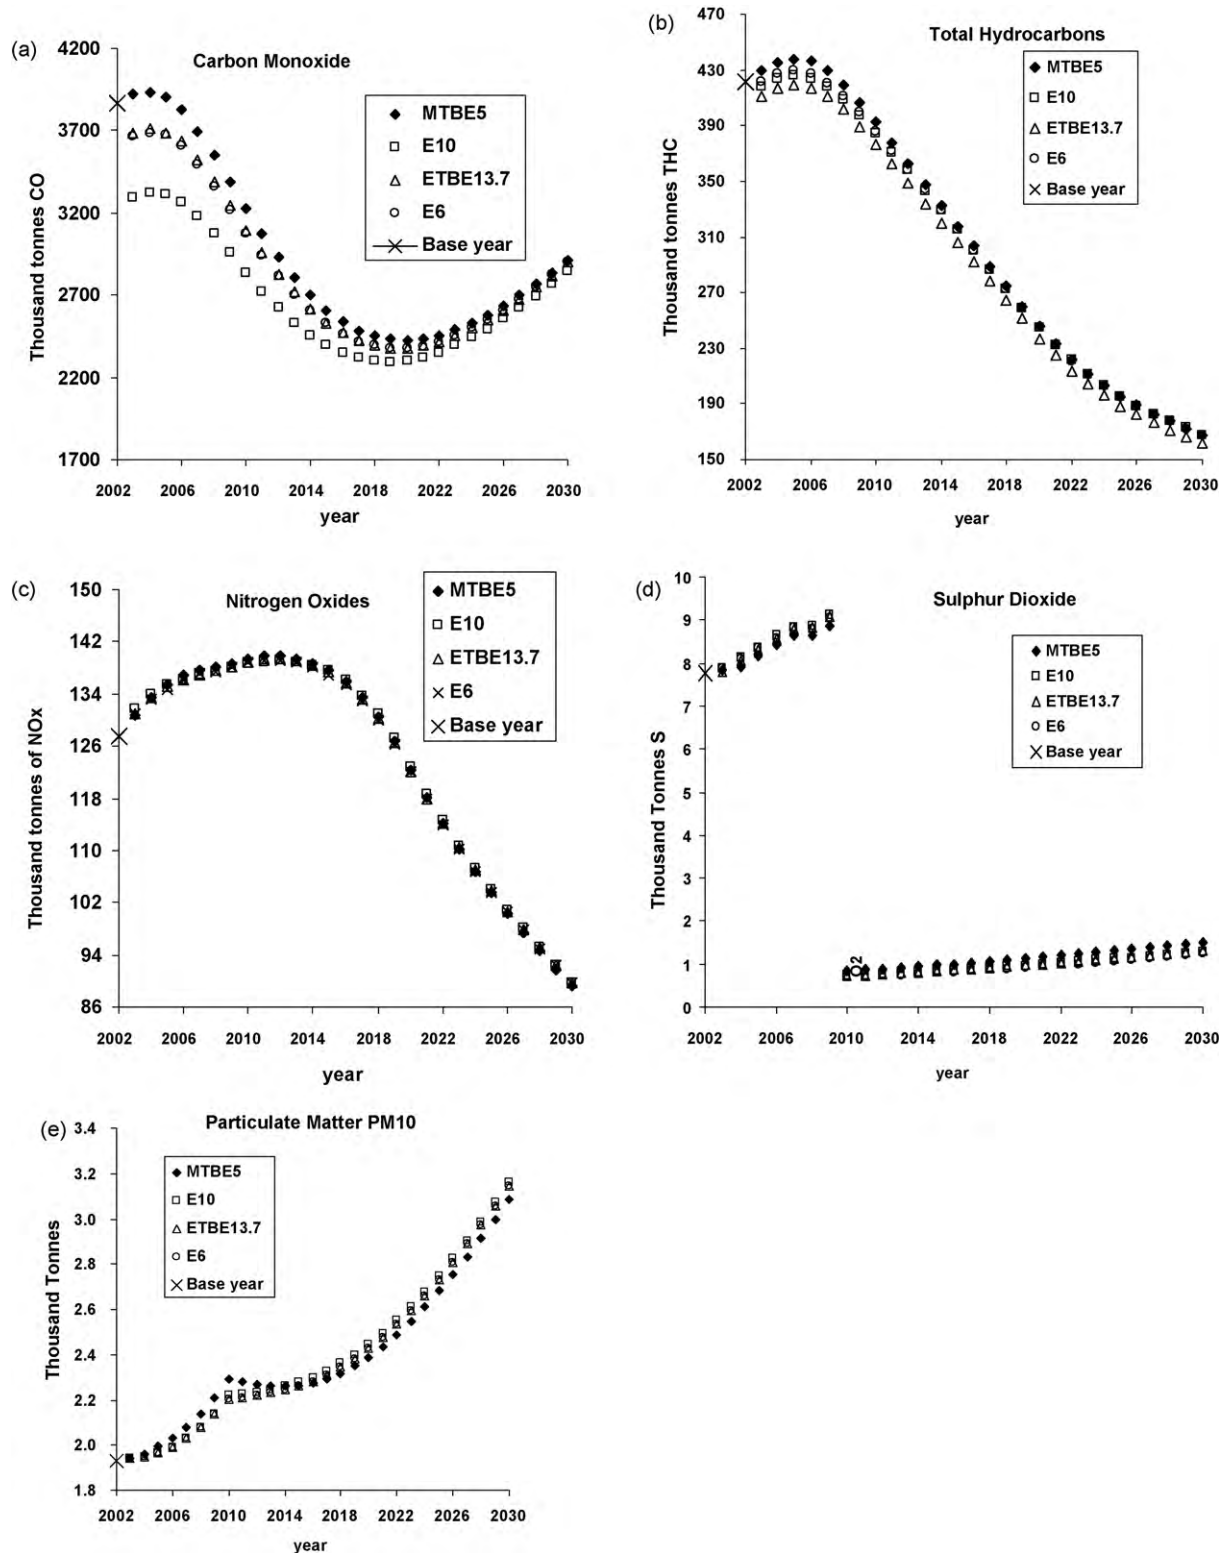 (a)
Carbon Monoxide
4200
3700
3200
2700
2200
1700
Thousand tonnes CO
MTBE5
E10
ETBE13.7
E6
Base year
2002 2006 2010 2014 2018 2022 2026 2030
year
(b)
Total Hydrocarbons
470
430
390
350
310
270
230
190
150
Thousand tonnes THC
MTBE5
E10
ETBE13.7
E6
Base year
2002 2006 2010 2014 2018 2022 2026 2030
year
(c)
Nitrogen Oxides
150
142
134
126
118
110
102
94
86
Thousand tonnes of NOx
MTBE5
E10
ETBE13.7
E6
Base year
2002 2006 2010 2014 2018 2022 2026 2030
year
(d)
Sulphur Dioxide
10
9
8
7
6
5
4
3
2
1
0
Thousand Tonnes S
O2
MTBE5
E10
ETBE13.7
E6
Base year
2002 2006 2010 2014 2018 2022 2026 2030
year
(e)
Particulate Matter PM10
3.4
3.2
3.0
2.8
2.6
2.4
2.2
2.0
1.8
Thousand Tonnes
MTBE5
E10
ETBE13.7
E6
Base year
2002 2006 2010 2014 2018 2022 2026 2030
year